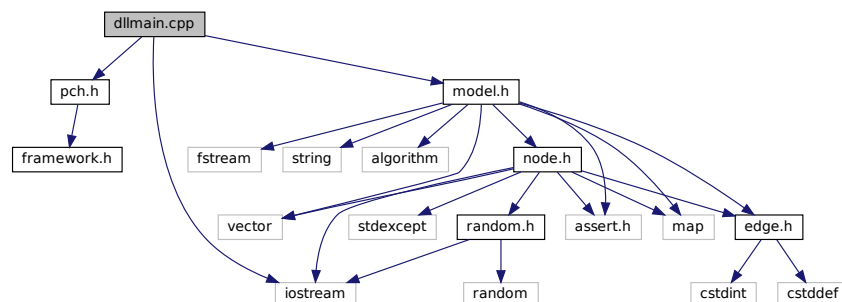 dllmain.cpp
pch.h
model.h
framework.h
fstream
string
algorithm
node.h
vector
stdexcept
random.h
assert.h
map
edge.h
iostream
random
cstdint
cstddef